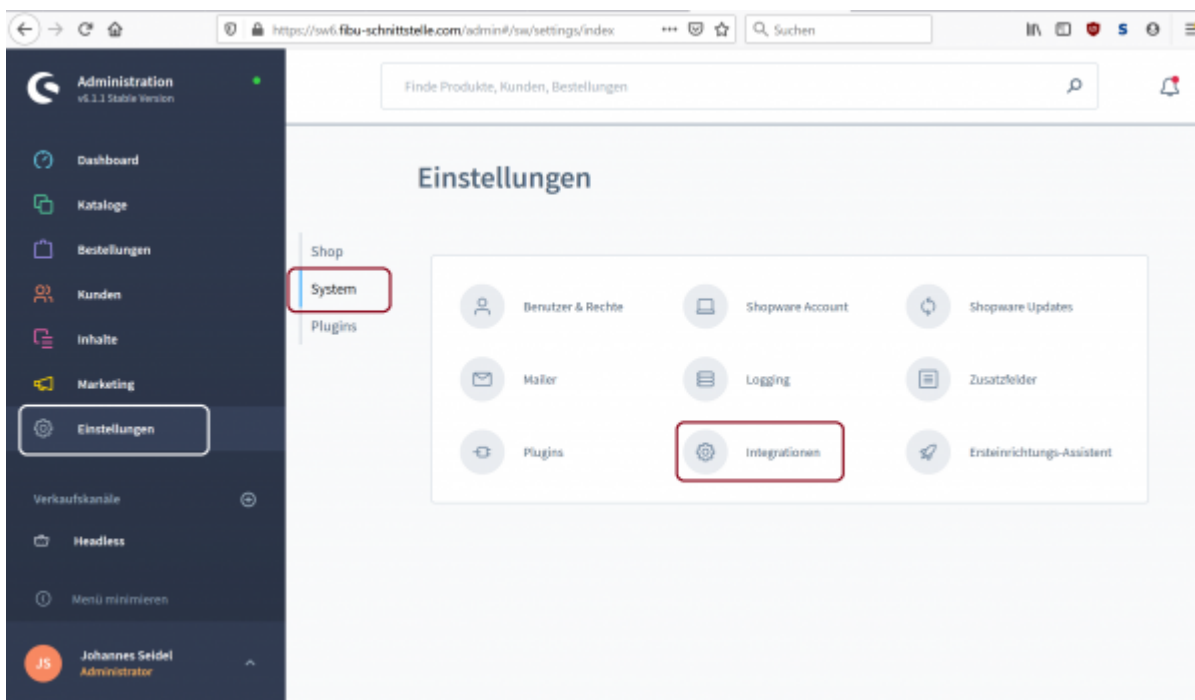 https://sw6.fibu-schnittstelle.com/admin#/sw/settings/index
Suchen
Administration
v6.1.1 Stable Version
Finde Produkte, Kunden, Bestellungen
Dashboard
Kataloge
Bestellungen
Kunden
Inhalte
Marketing
Einstellungen
Verkaufskanäle
Headless
Menü minimieren
JS
Johannes Seidel
Administrator
Einstellungen
Shop
System
Plugins
Benutzer & Rechte
Shopware Account
Shopware Updates
Mailer
Logging
Zusatzfelder
Plugins
Integrationen
Ersteinrichtungs-Assistent